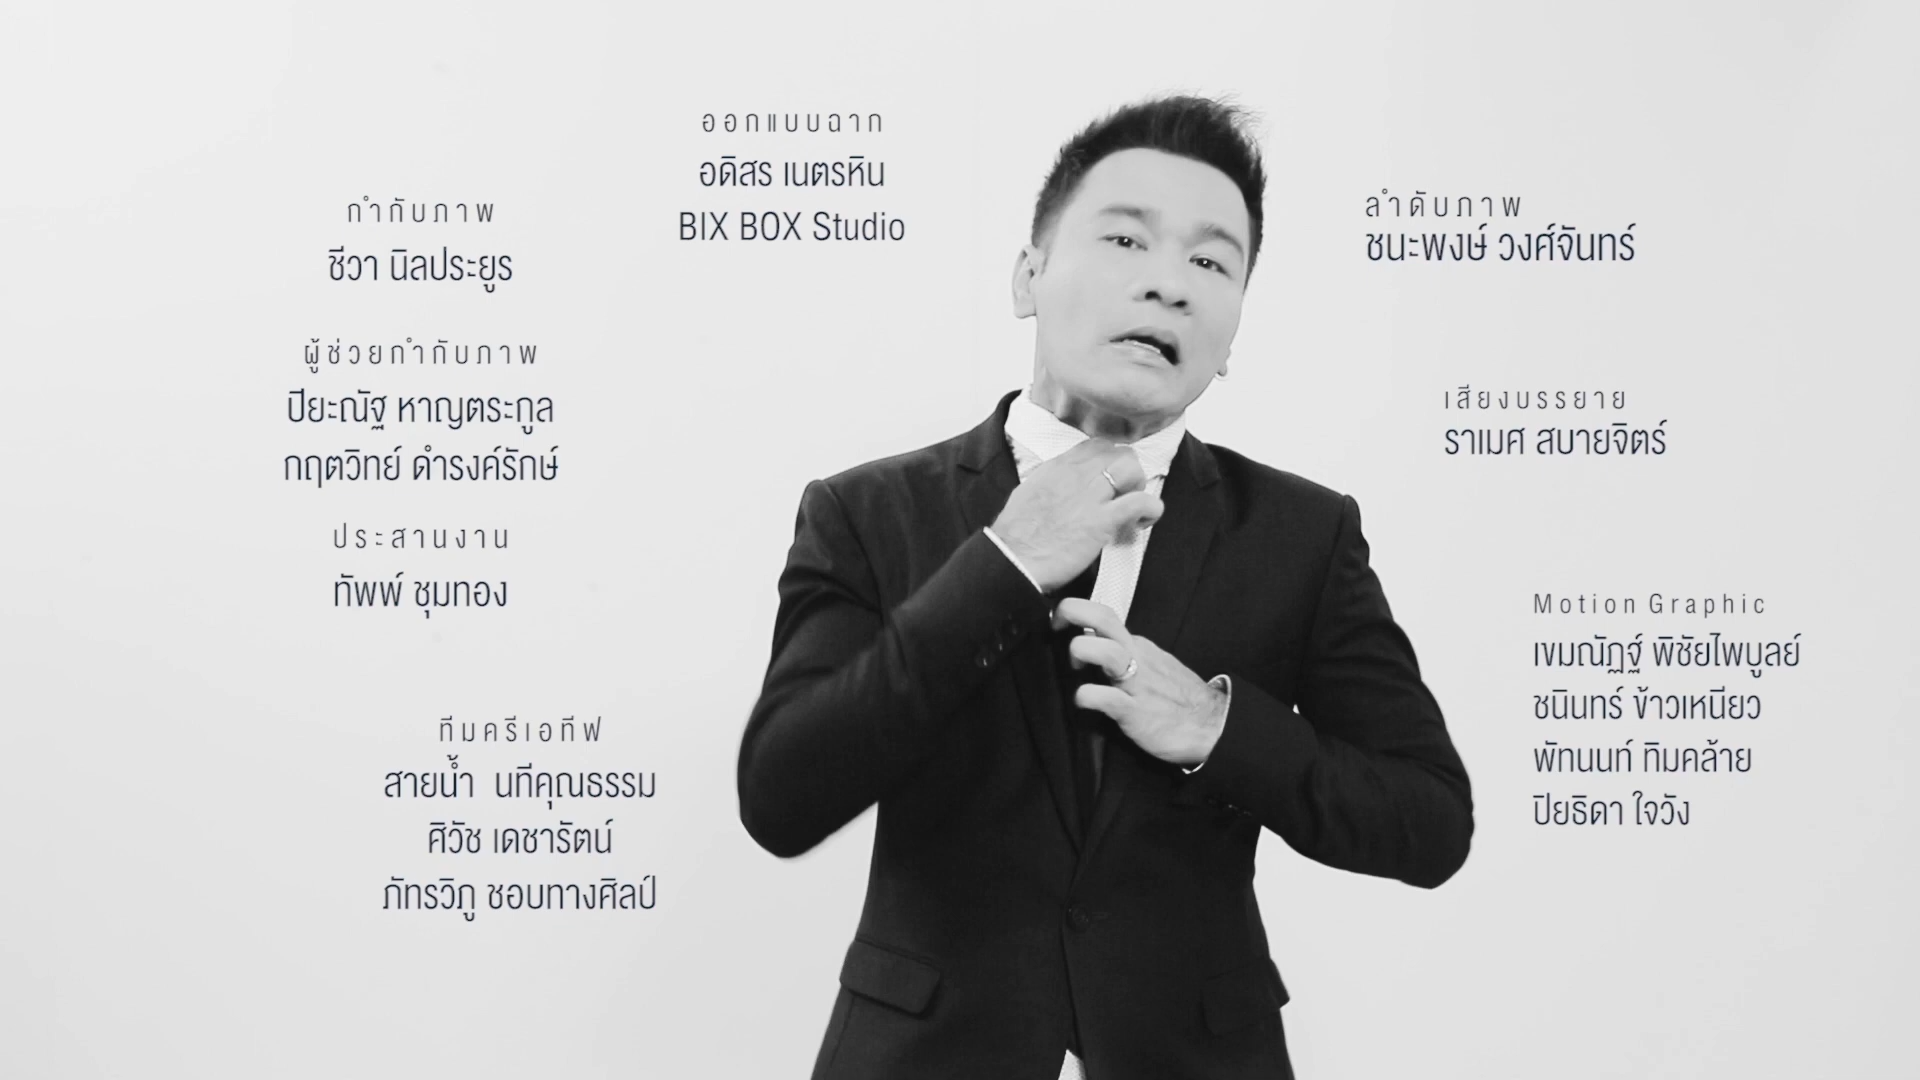 ออกแบบฉาก
อดิสร เนตรหิน
BIX BOX Studio
กำกับภาพ
ชีวา นิลประยูร
ผู้ช่วยกำกับภาพ
ปิยะณัฐ หาญตระกูล
กฤตวิทย์ ดำรงค์รักษ์
ประสานงาน
ทัพพ์ ชุมทอง
ทีมครีเอทีฟ
สายน้ำ  นทีคุณธรรม
ศิวัช เดชารัตน์
ภัทรวิภู ชอบทางศิลป์
ลำดับภาพ
ชนะพงษ์ วงศ์จันทร์
เสียงบรรยาย
ราเมศ สบายจิตร์
Motion Graphic
เขมณัฏฐ์ พิชัยไพบูลย์
ชนินทร์ ข้าวเหนียว
พัทนนท์ ทิมคล้าย
ปิยธิดา ใจวัง